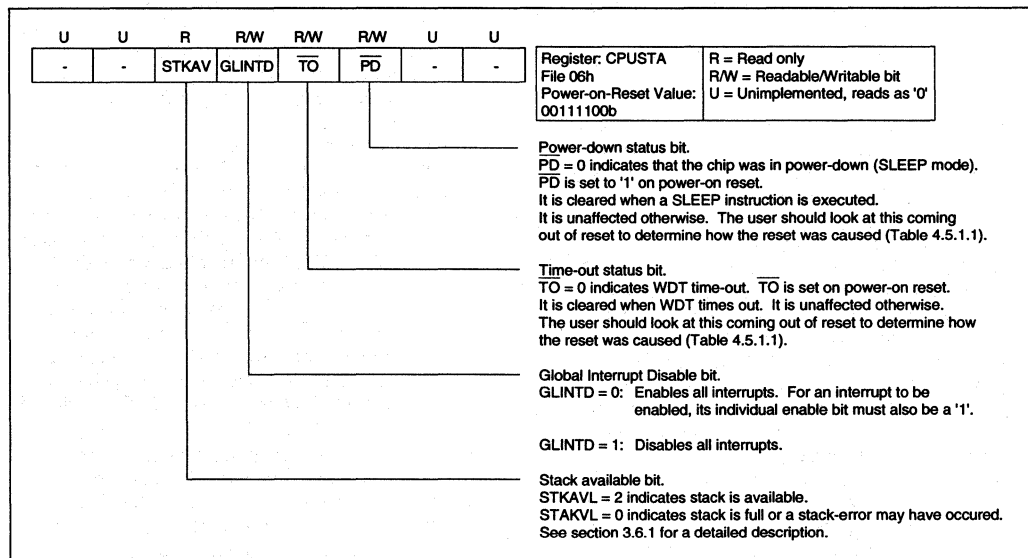 U U R R/W R/W R/W U U
- - STKAV GLINTD T̅O̅ P̅D̅ - -
Register: CPUSTA
File 06h
Power-on-Reset Value:
00111100b
R = Read only
R/W = Readable/Writable bit
U = Unimplemented, reads as '0'
Power-down status bit.
P̅D̅ = 0 indicates that the chip was in power-down (SLEEP mode).
P̅D̅ is set to '1' on power-on reset.
It is cleared when a SLEEP instruction is executed.
It is unaffected otherwise. The user should look at this coming
out of reset to determine how the reset was caused (Table 4.5.1.1).
Time-out status bit.
T̅O̅ = 0 indicates WDT time-out. T̅O̅ is set on power-on reset.
It is cleared when WDT times out. It is unaffected otherwise.
The user should look at this coming out of reset to determine how
the reset was caused (Table 4.5.1.1).
Global Interrupt Disable bit.
GLINTD = 0: Enables all interrupts. For an interrupt to be
enabled, its individual enable bit must also be a '1'.
GLINTD = 1: Disables all interrupts.
Stack available bit.
STKAVL = 2 indicates stack is available.
STAKVL = 0 indicates stack is full or a stack-error may have occured.
See section 3.6.1 for a detailed description.